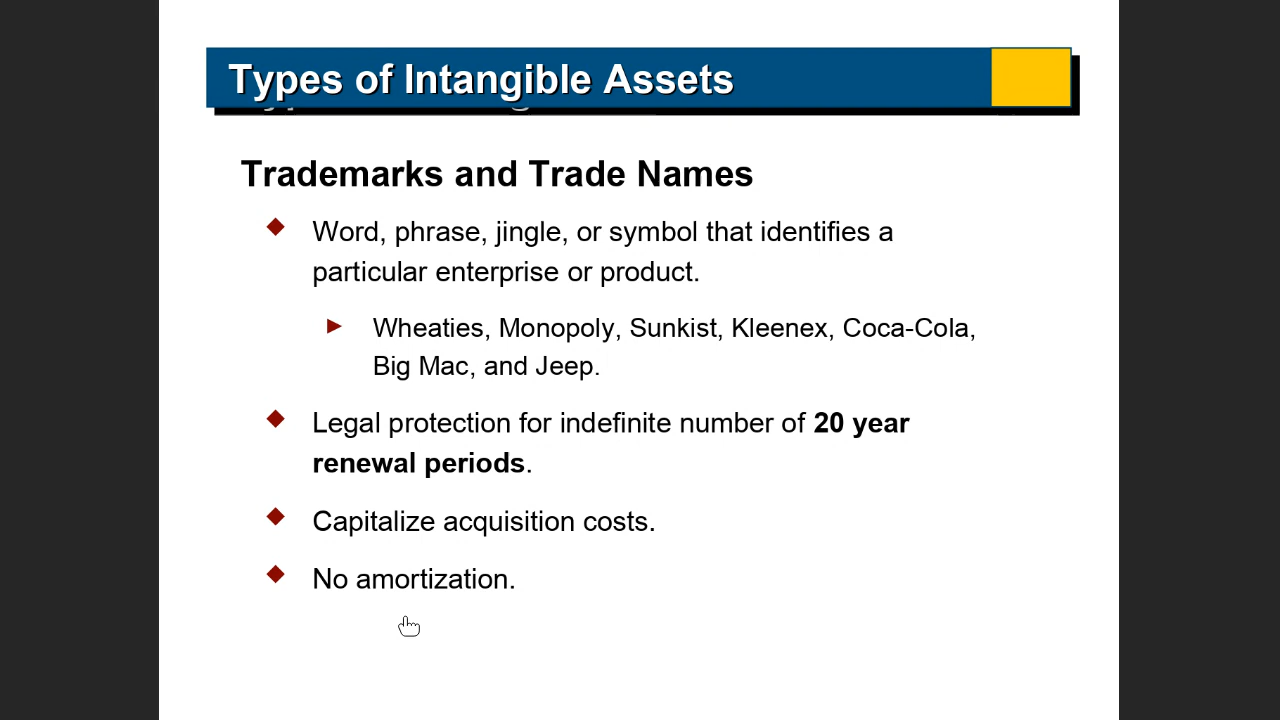 Types of Intangible Assets
Trademarks and Trade Names
Word, phrase, jingle, or symbol that identifies a
particular enterprise or product.
Wheaties, Monopoly, Sunkist, Kleenex, Coca-Cola,
Big Mac, and Jeep.
Legal protection for indefinite number of 20 year
renewal periods.
Capitalize acquisition costs.
No amortization.